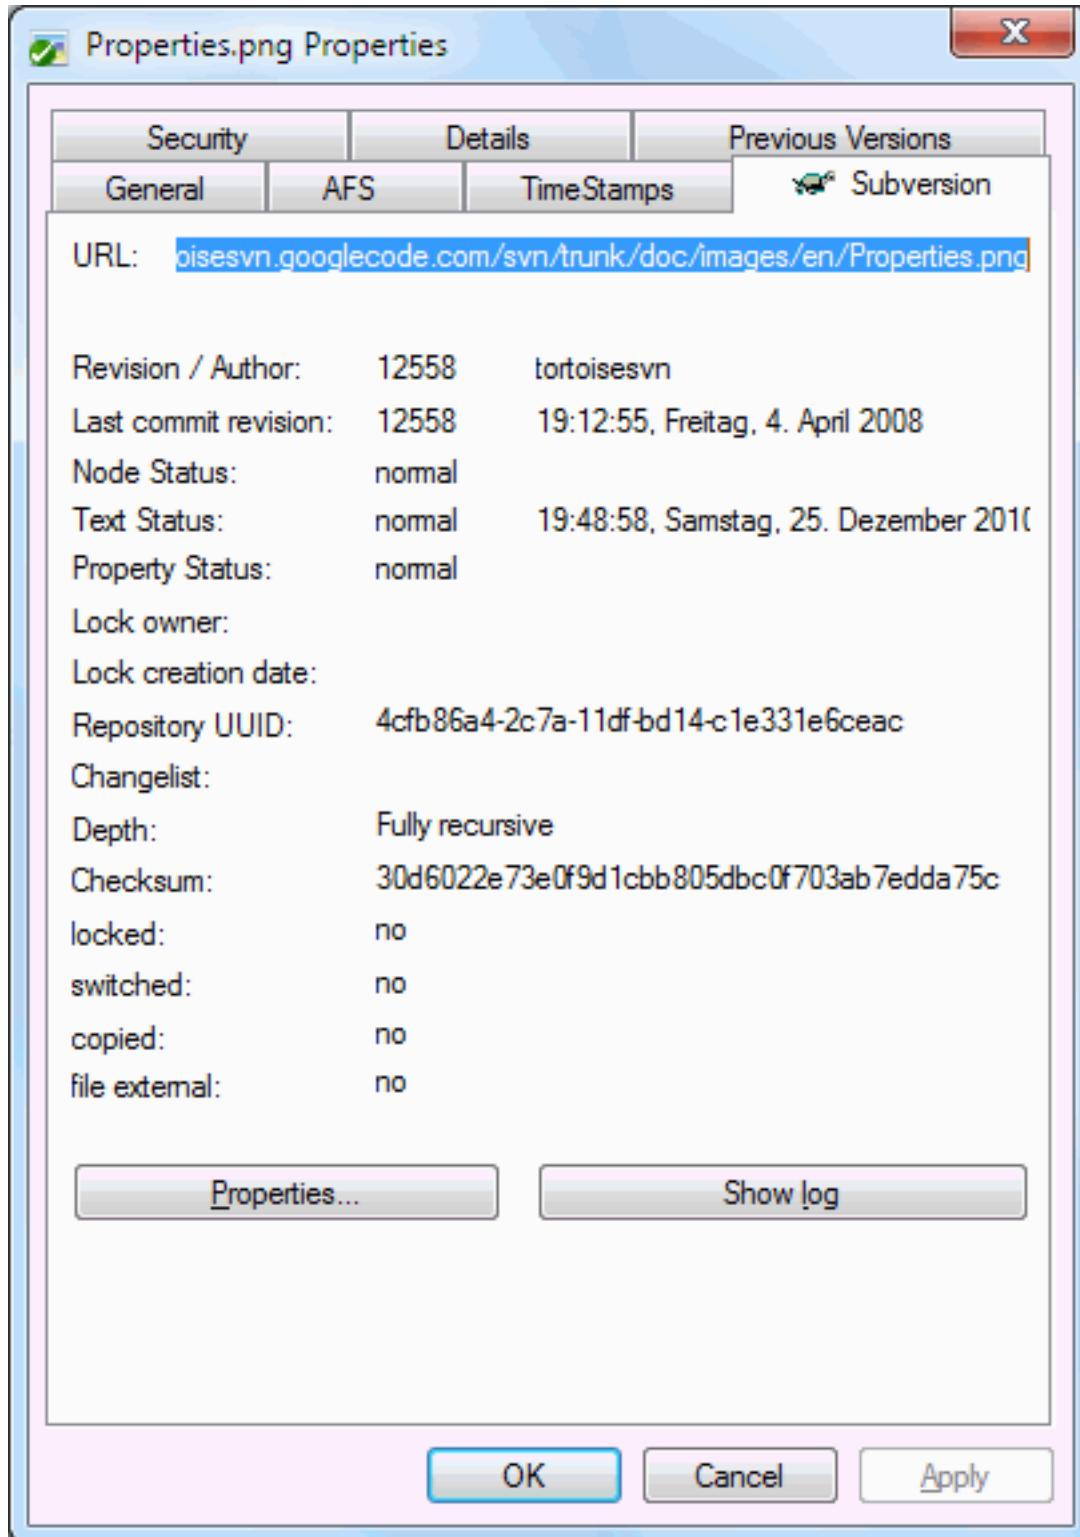 Properties.png Properties
Security Details Previous Versions
General AFS TimeStamps Subversion
URL: oisesvn.googlecode.com/svn/trunk/doc/images/en/Properties.png
Revision / Author: 12558 tortoisesvn
Last commit revision: 12558 19:12:55, Freitag, 4. April 2008
Node Status: normal
Text Status: normal 19:48:58, Samstag, 25. Dezember 2010
Property Status: normal
Lock owner:
Lock creation date:
Repository UUID: 4cfb86a4-2c7a-11df-bd14-c1e331e6ceac
Changelist:
Depth: Fully recursive
Checksum: 30d6022e73e0f9d1cbb805dbc0f703ab7edda75c
locked: no
switched: no
copied: no
file external: no
Properties... Show log
OK Cancel Apply